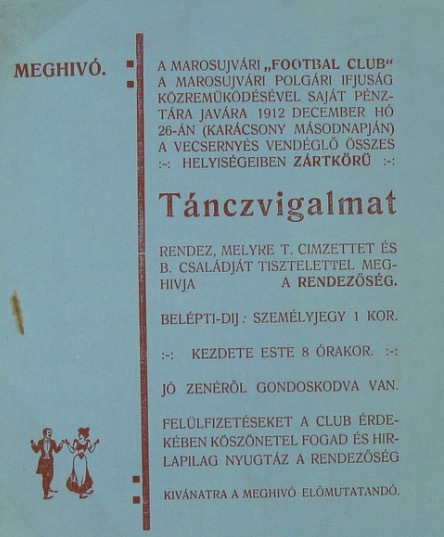 MEGHIVÓ.
A MAROSUJVÁRI „FOOTBAL CLUB“
A MAROSUJVÁRI POLGÁRI IFJUSÁG
KÖZREMŰKÖDÉSÉVEL SAJÁT PÉNZ-
TÁRA JAVÁRA 1912 DECEMBER HÓ
26-ÁN (KARÁCSONY MÁSODNAPJÁN)
A VECSERNYÉS VENDÉGLŐ ÖSSZES
:-: HELYISÉGEIBEN ZÁRTKÖRÜ :-:
Tánczvigalmat
RENDEZ, MELYRE T. CIMZETTET ÉS
B. CSALÁDJÁT TISZTELETTEL MEG-
HIVJA A RENDEZŐSÉG.
BELÉPTI-DIJ: SZEMÉLYJEGY 1 KOR.
:-: KEZDETE ESTE 8 ÓRAKOR. :-:
JÓ ZENÉRŐL GONDOSKODVA VAN.
FELÜLFIZETÉSEKET A CLUB ÉRDE-
KÉBEN KÖSZÖNETEL FOGAD ÉS HIR-
LAPILAG NYUGTÁZ A RENDEZŐSÉG
KIVÁNATRA A MEGHIVÓ ELŐMUTATANDÓ.